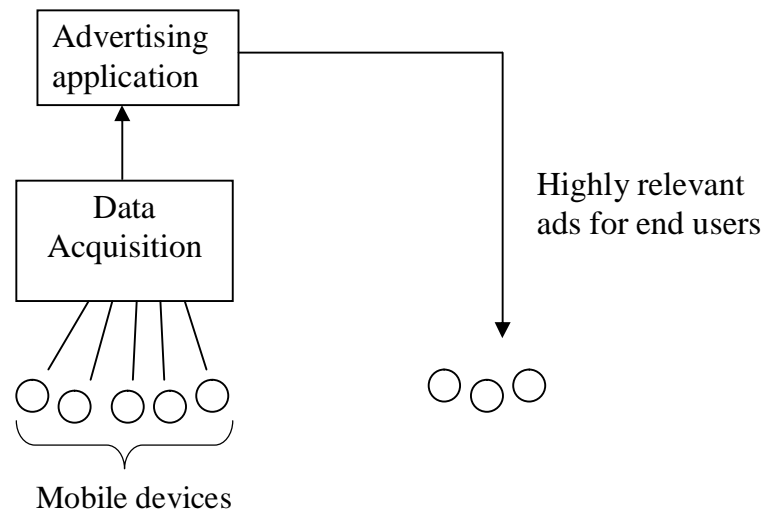 Advertising
application
Data
Acquisition
Highly relevant
ads for end users
Mobile devices